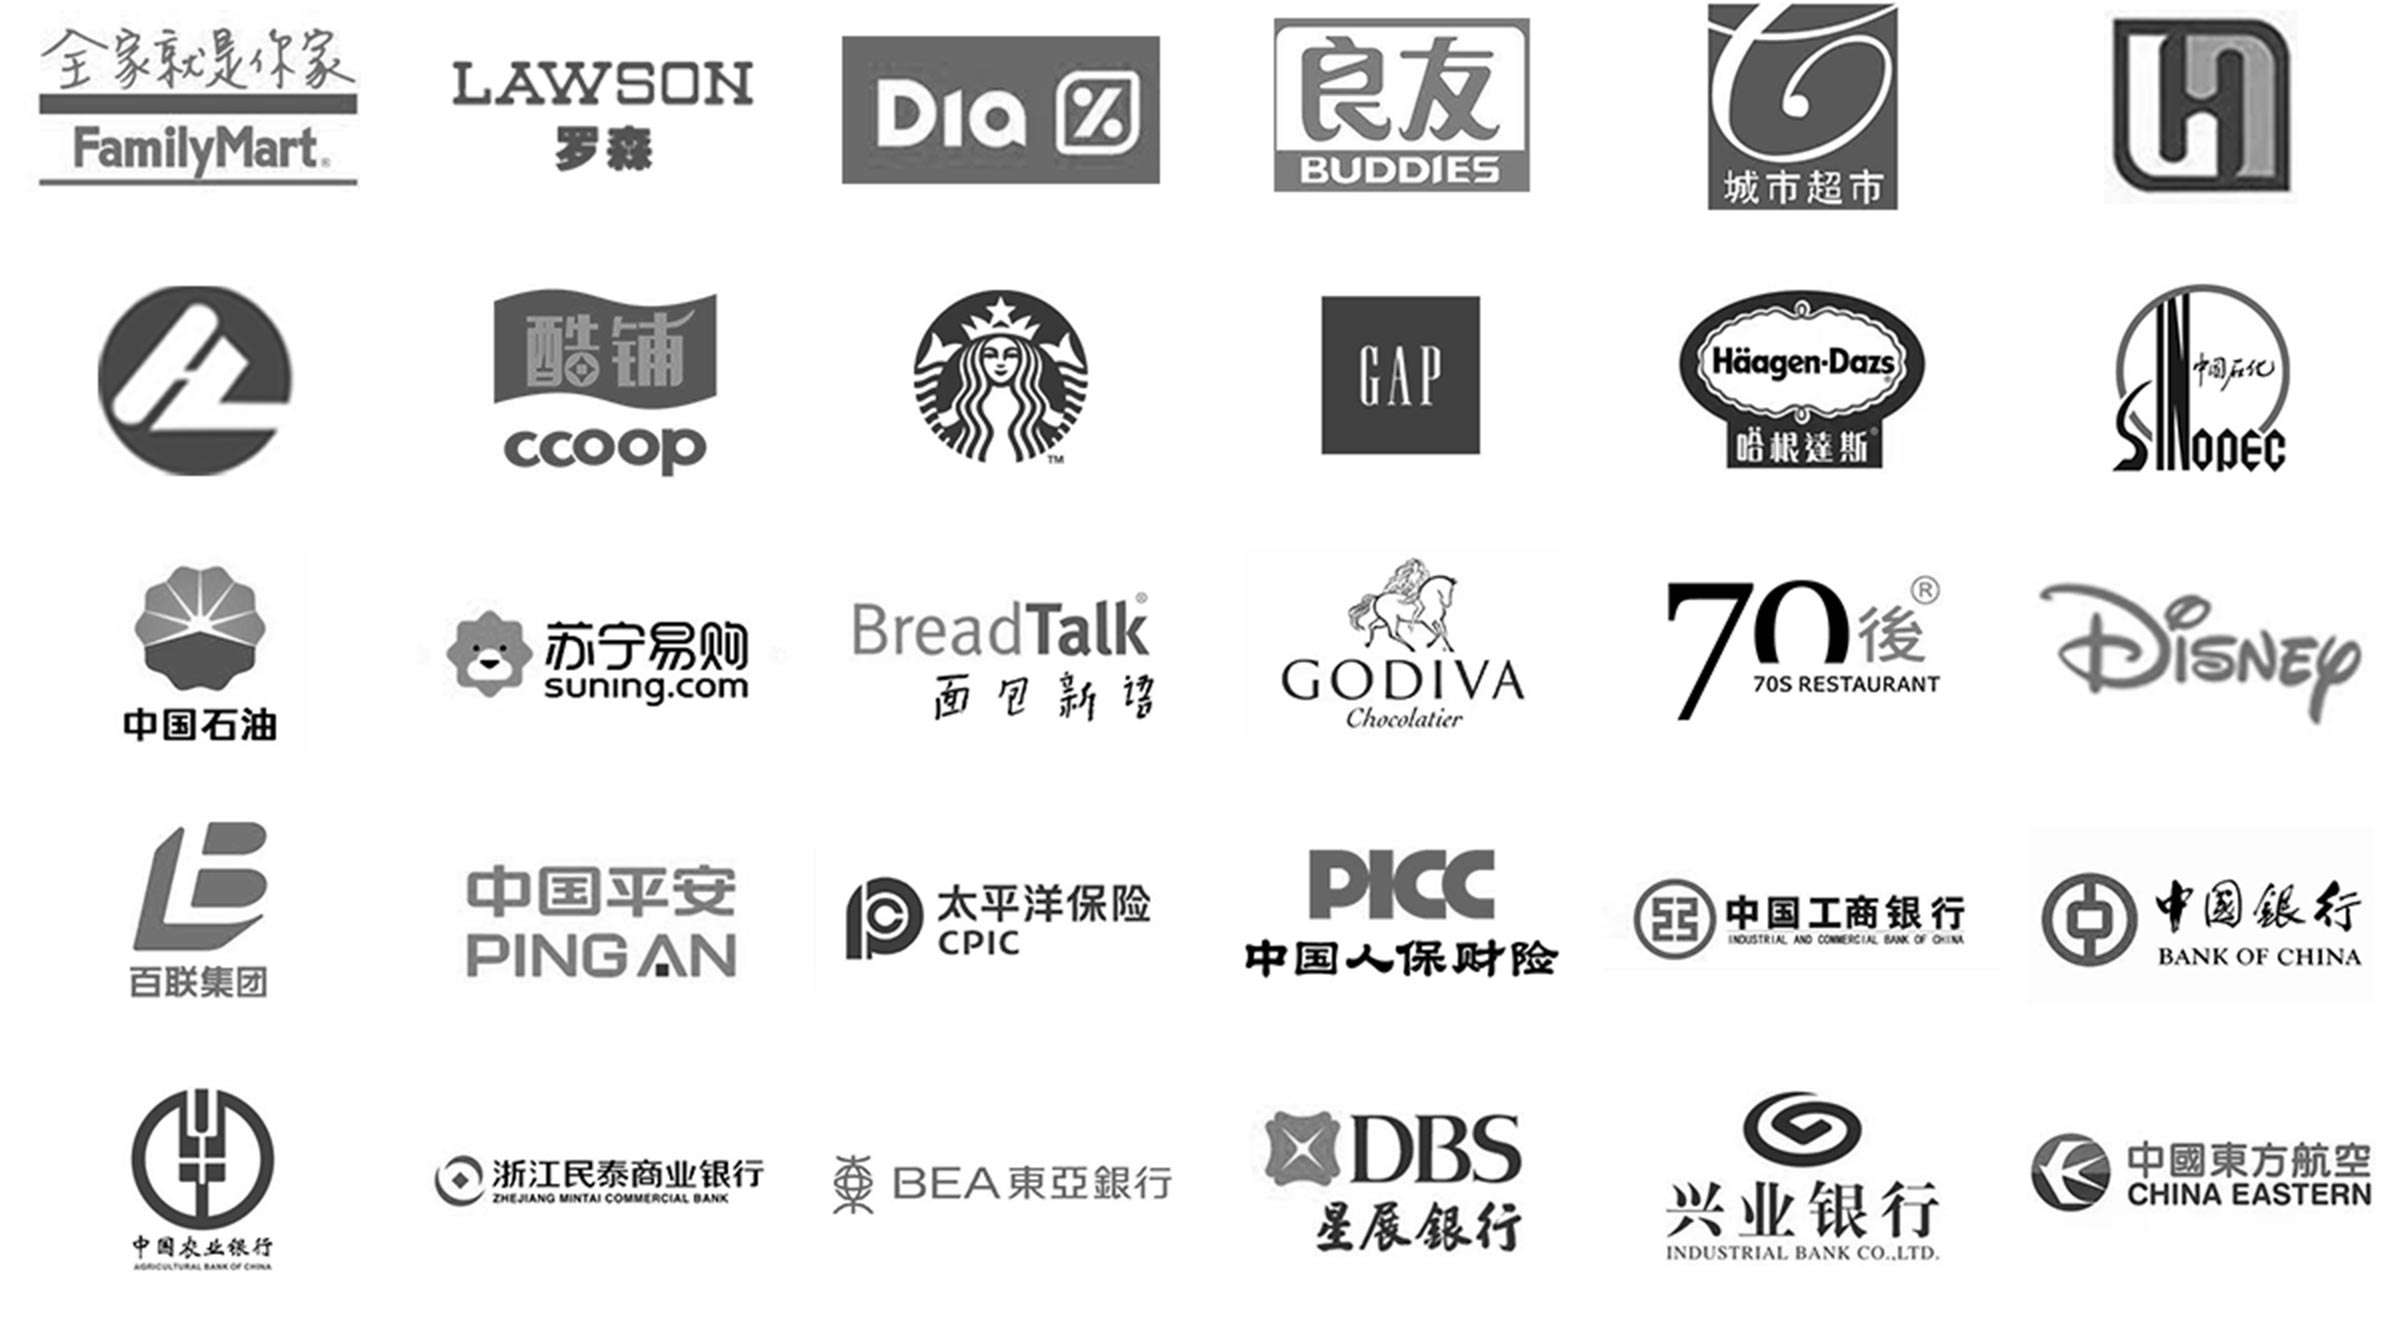 全家就是你家
FamilyMart®
LAWSON
罗森
Dia %
良友
BUDDIES
城市超市
酷铺
ccoop
TM
GAP
Häagen-Dazs®
哈根達斯®
中国石化
SINOPEC
中国石油
苏宁易购
suning.com
BreadTalk®
面包新语
GODIVA
Chocolatier
70後®
70S RESTAURANT
Disney
百联集团
中国平安
PING AN
太平洋保险
CPIC
PICC
中国人保财险
中国工商银行
INDUSTRIAL AND COMMERCIAL BANK OF CHINA
中國銀行
BANK OF CHINA
中国农业银行
AGRICULTURAL BANK OF CHINA
浙江民泰商业银行
ZHEJIANG MINTAI COMMERCIAL BANK
BEA東亞銀行
DBS
星展銀行
兴业银行
INDUSTRIAL BANK CO.,LTD.
中國東方航空
CHINA EASTERN